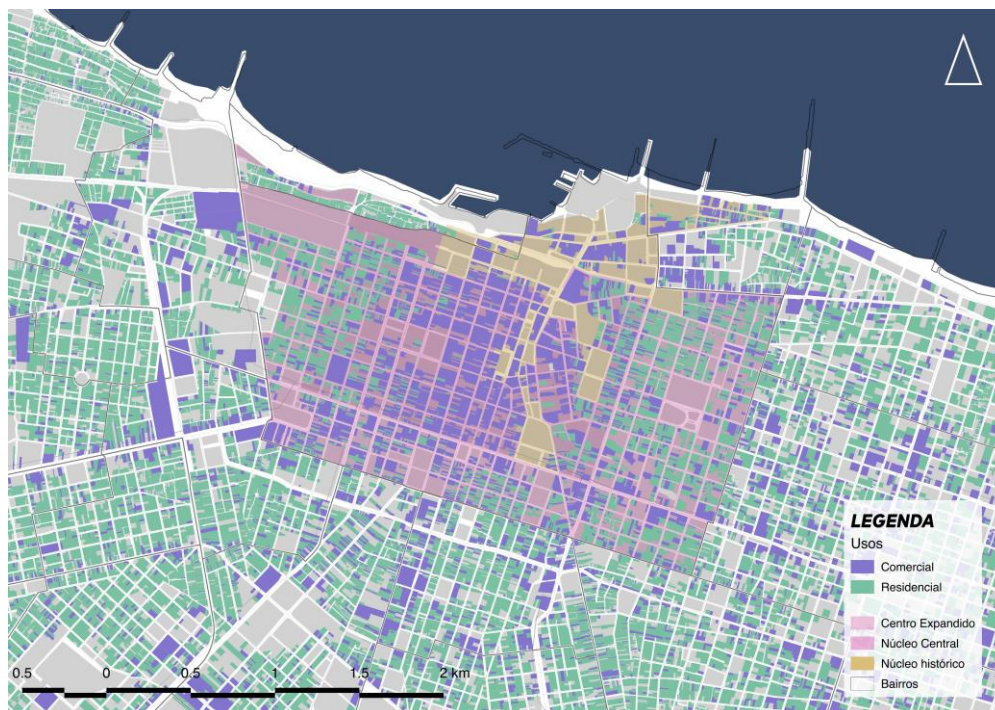 LEGENDA
Usos
Comercial
Residencial
Centro Expandido
Núcleo Central
Núcleo histórico
Bairros
0.5 0 0.5 1 1.5 2 km